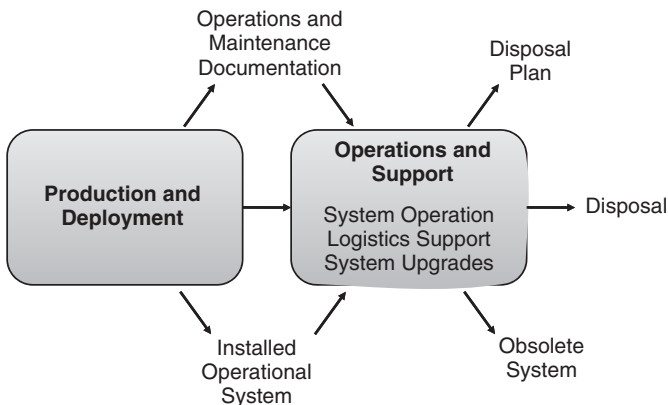 Operations and
Maintenance
Documentation
Disposal
Plan
Production and
Deployment
Operations and
Support
System Operation
Logistics Support
System Upgrades
Disposal
Installed
Operational
System
Obsolete
System